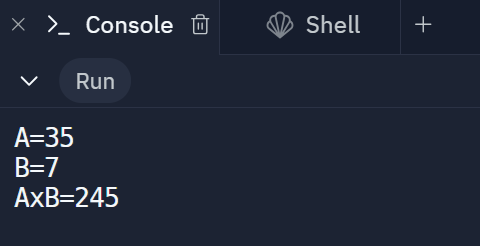 Console
Shell
Run
A=35
B=7
AxB=245